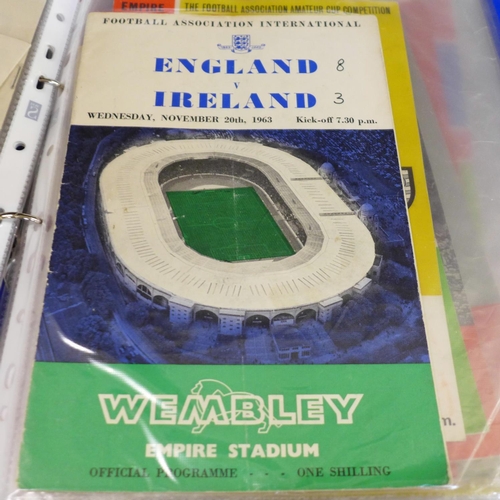 EMPIRE
THE FOOTBALL ASSOCIATION AMATEUR CUP COMPETITION
FOOTBALL ASSOCIATION INTERNATIONAL
ENGLAND 8
v
IRELAND 3
WEDNESDAY, NOVEMBER 20th, 1963 Kick-off 7.30 p.m.
WEMBLEY
EMPIRE STADIUM
OFFICIAL PROGRAMME - - - ONE SHILLING
m.